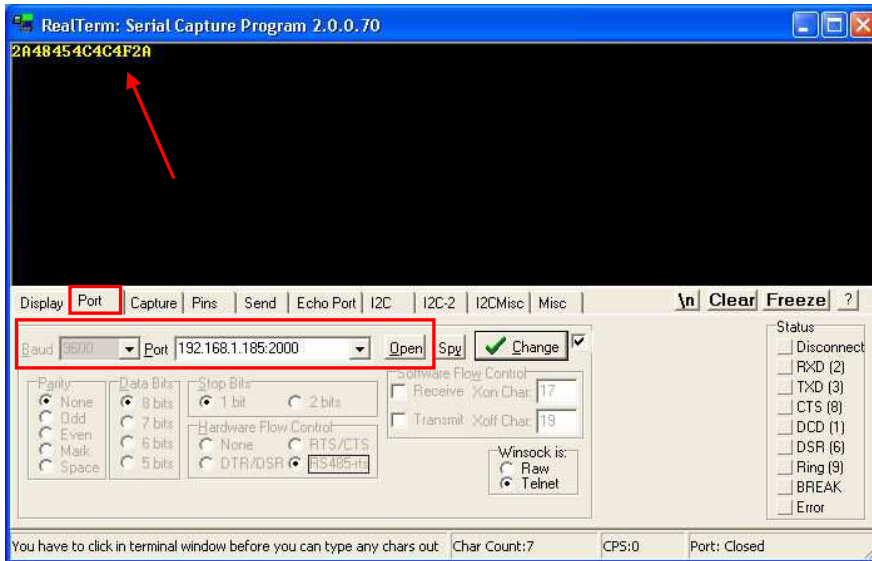 RealTerm: Serial Capture Program 2.0.0.70
2A48454C4C4F2A
Display Port Capture Pins Send Echo Port I2C I2C-2 I2CMisc Misc \n Clear Freeze ?
Baud 9600 Port 192.168.1.185:2000 Open Spy Change
Parity
None
Odd
Even
Mark
Space
Data Bits
8 bits
7 bits
6 bits
5 bits
Stop Bits
1 bit 2 bits
Hardware Flow Control
None RTS/CTS
DTR/DSR RS485-rts
Software Flow Control
Receive Xon Char: 17
Transmit Xoff Char: 19
Winsock is:
Raw
Telnet
Status
Disconnect
RXD (2)
TXD (3)
CTS (8)
DCD (1)
DSR (6)
Ring (9)
BREAK
Error
You have to click in terminal window before you can type any chars out Char Count:7 CPS:0 Port: Closed